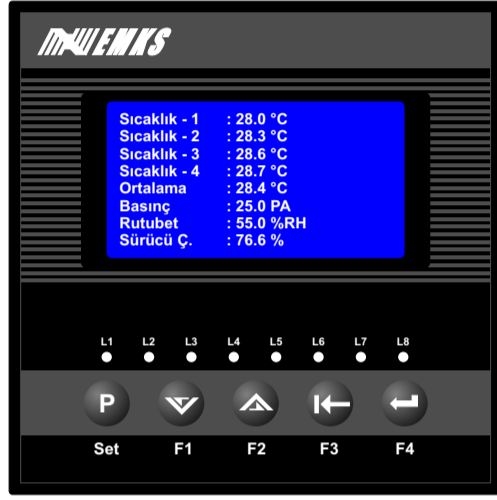 EMKS
Sıcaklık - 1 : 28.0 °C
Sıcaklık - 2 : 28.3 °C
Sıcaklık - 3 : 28.6 °C
Sıcaklık - 4 : 28.7 °C
Ortalama : 28.4 °C
Basınç : 25.0 PA
Rutubet : 55.0 %RH
Sürücü Ç. : 76.6 %
L1 L2 L3 L4 L5 L6 L7 L8
P
Set F1 F2 F3 F4